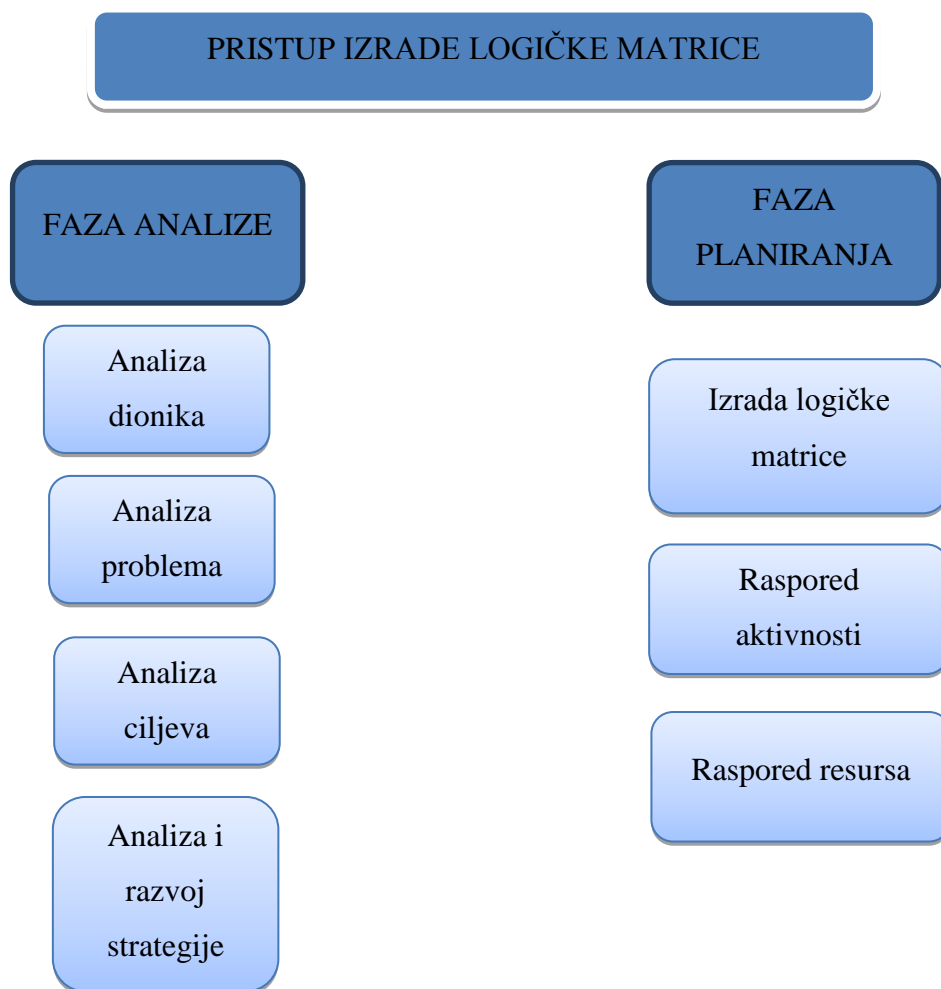 PRISTUP IZRADE LOGIČKE MATRICE
FAZA ANALIZE
Analiza
dionika
Analiza
problema
Analiza
ciljeva
Analiza i
razvoj
strategije
FAZA
PLANIRANJA
Izrada logičke
matrice
Raspored
aktivnosti
Raspored resursa